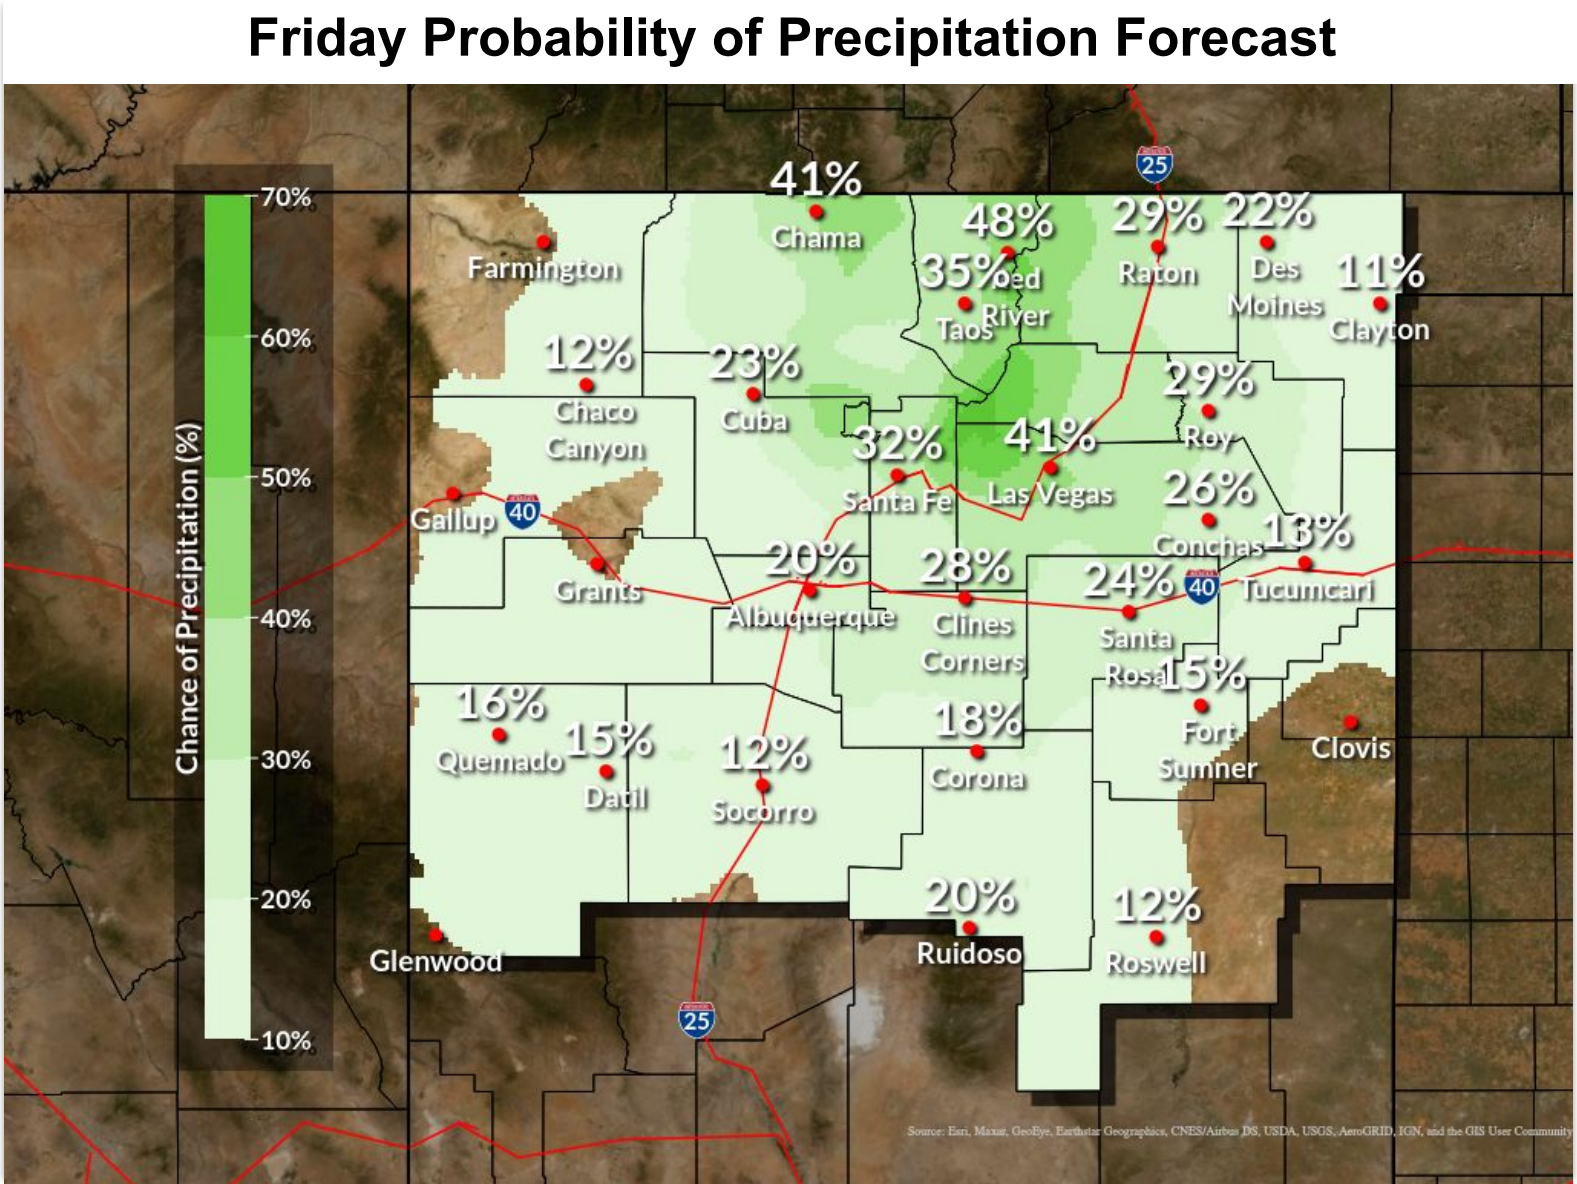 Friday Probability of Precipitation Forecast
Chance of Precipitation (%)
70%
60%
50%
40%
30%
20%
10%
25
41%
Chama
48%
Red
River
35%
Taos
29%
Raton
22%
Des
Moines
11%
Clayton
Farmington
12%
Chaco
Canyon
23%
Cuba
29%
Roy
32%
Santa Fe
41%
Las Vegas
26%
Conchas
13%
Tucumcari
Gallup
40
Grants
20%
Albuquerque
28%
Clines
Corners
24%
Santa
Rosa
40
15%
Fort
Sumner
Clovis
16%
Quemado
15%
Datil
12%
Socorro
18%
Corona
Glenwood
20%
Ruidoso
12%
Roswell
25
Source: Esri, Maxar, GeoEye, Earthstar Geographics, CNES/Airbus DS, USDA, USGS, AeroGRID, IGN, and the GIS User Community